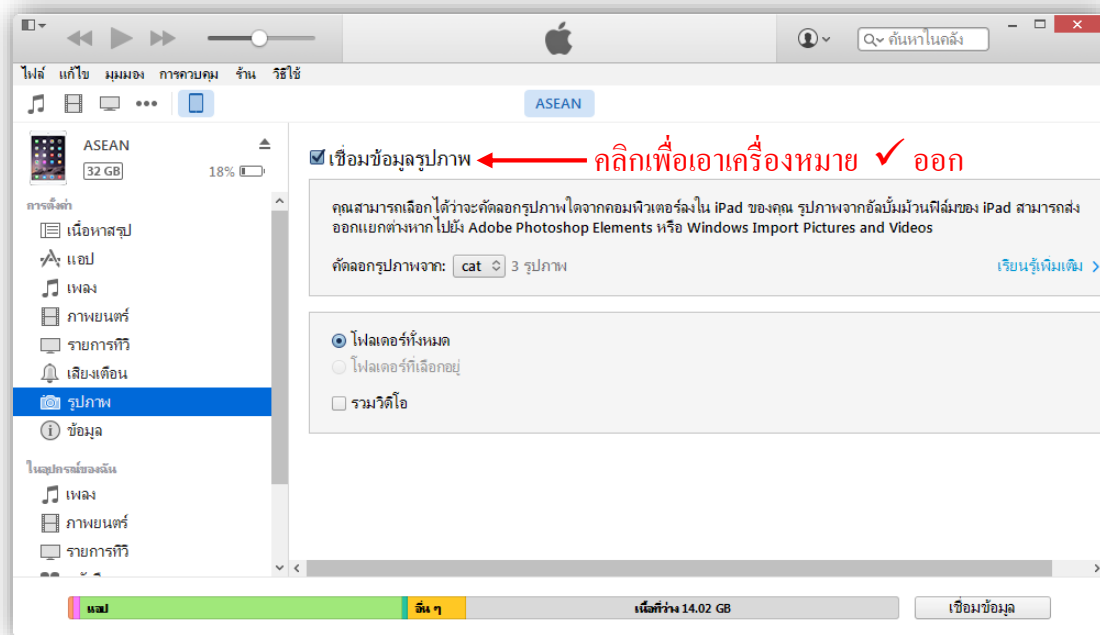 ค้นหาในคลัง
ไฟล์ แก้ไข มุมมอง การควบคุม ร้าน วิธีใช้
ASEAN
ASEAN
32 GB 18%
การตั้งค่า
เนื้อหาสรุป
แอป
เพลง
ภาพยนตร์
รายการทีวี
เสียงเตือน
รูปภาพ
ข้อมูล
ในอุปกรณ์ของฉัน
เพลง
ภาพยนตร์
รายการทีวี
เชื่อมข้อมูลรูปภาพ คลิกเพื่อเอาเครื่องหมาย ✓ ออก
คุณสามารถเลือกได้ว่าจะคัดลอกรูปภาพใดจากคอมพิวเตอร์ลงใน iPad ของคุณ รูปภาพจากอัลบั้มม้วนฟิล์มของ iPad สามารถส่ง
ออกแยกต่างหากไปยัง Adobe Photoshop Elements หรือ Windows Import Pictures and Videos
คัดลอกรูปภาพจาก: cat 3 รูปภาพ เรียนรู้เพิ่มเติม
โฟลเดอร์ทั้งหมด
โฟลเดอร์ที่เลือกอยู่
รวมวิดีโอ
แอป อื่น ๆ เนื้อที่ว่าง 14.02 GB เชื่อมข้อมูล